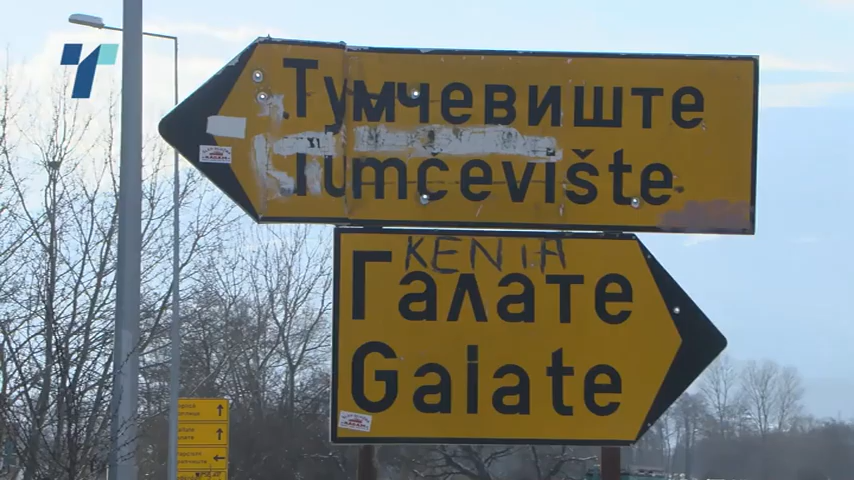 Тумчевиште
Tumčevište
KENIA
Галате
Galate